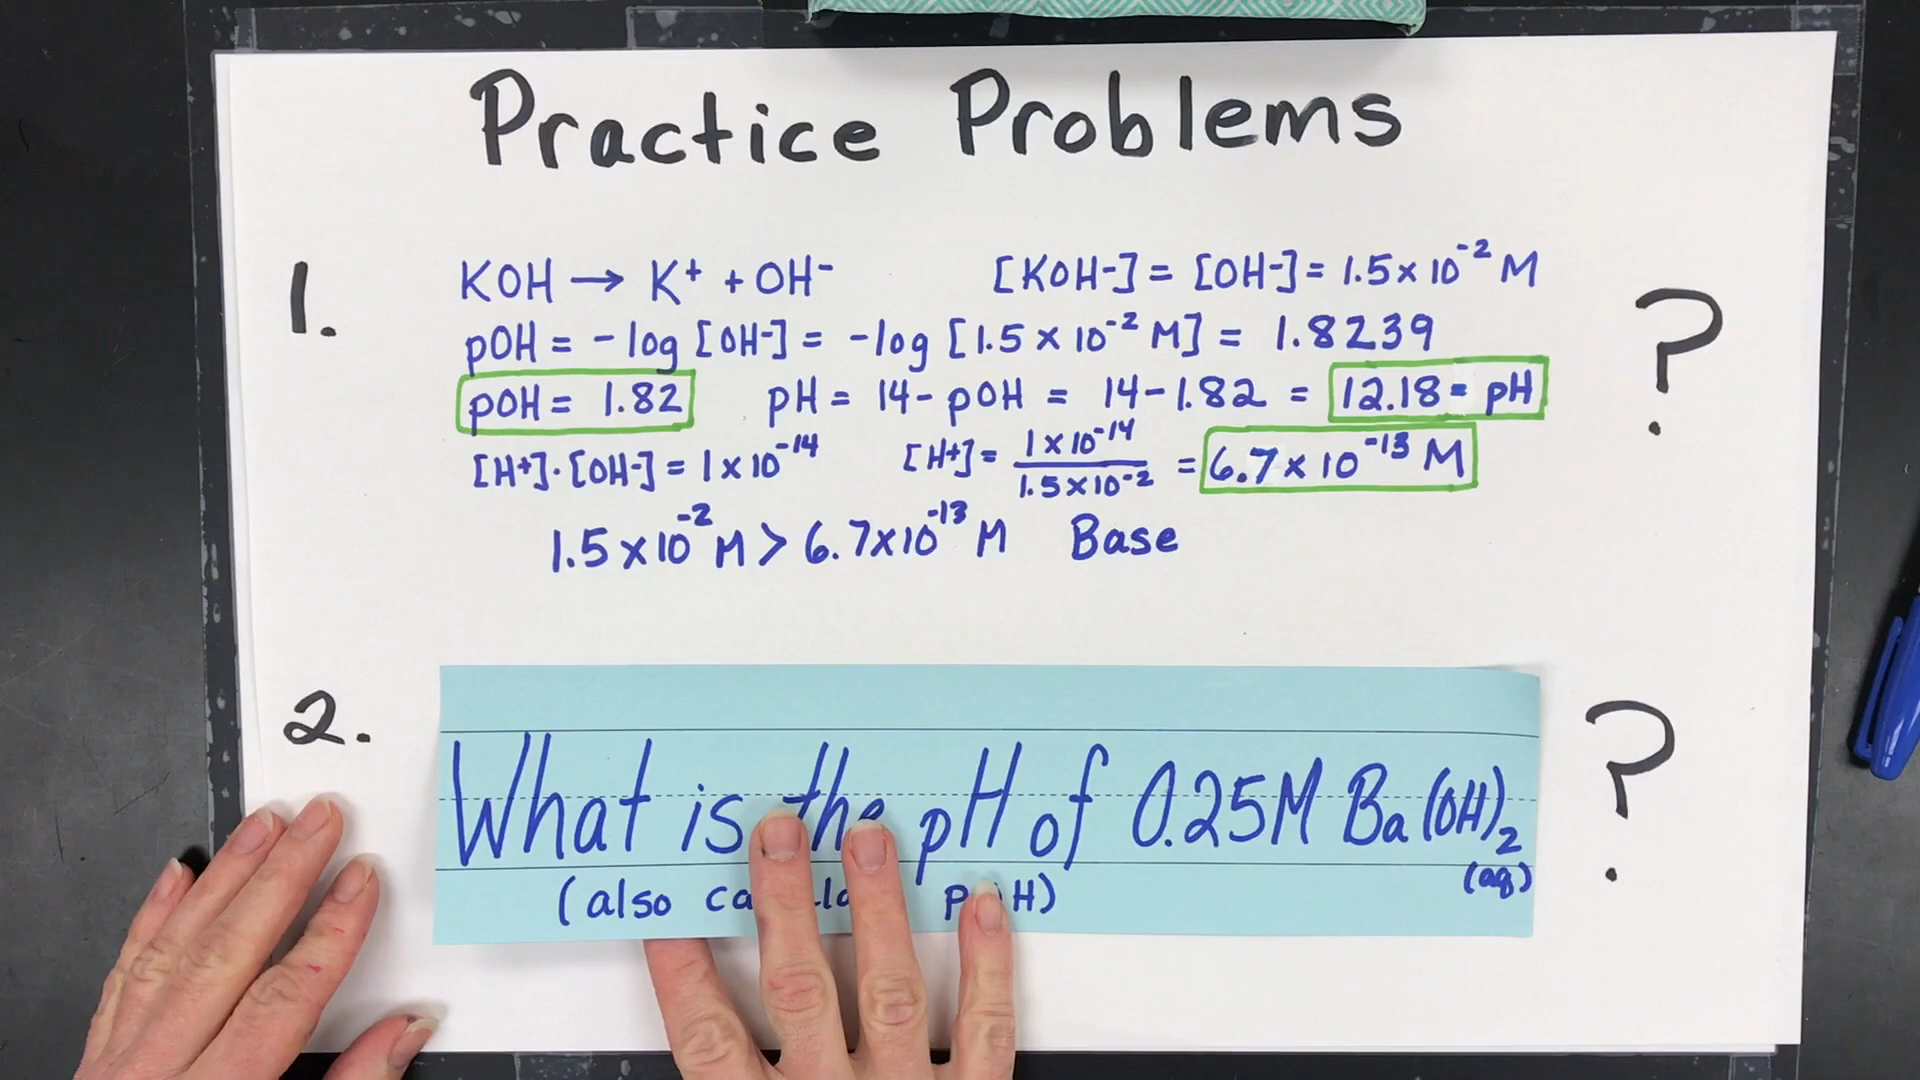 Practice Problems
1.
KOH → K⁺ + OH⁻ [KOH⁻] = [OH⁻] = 1.5 x 10⁻² M
?
pOH = -log [OH⁻] = -log [1.5 x 10⁻² M] = 1.8239
pOH = 1.82 pH = 14 - pOH = 14 - 1.82 = 12.18 = pH
[H⁺]·[OH⁻] = 1 x 10⁻¹⁴ [H⁺] = 1 x 10⁻¹⁴ / 1.5 x 10⁻² = 6.7 x 10⁻¹³ M
1.5 x 10⁻² M > 6.7 x 10⁻¹³ M Base
2.
What is the pH of 0.25M Ba(OH)₂
(aq)
?
(also